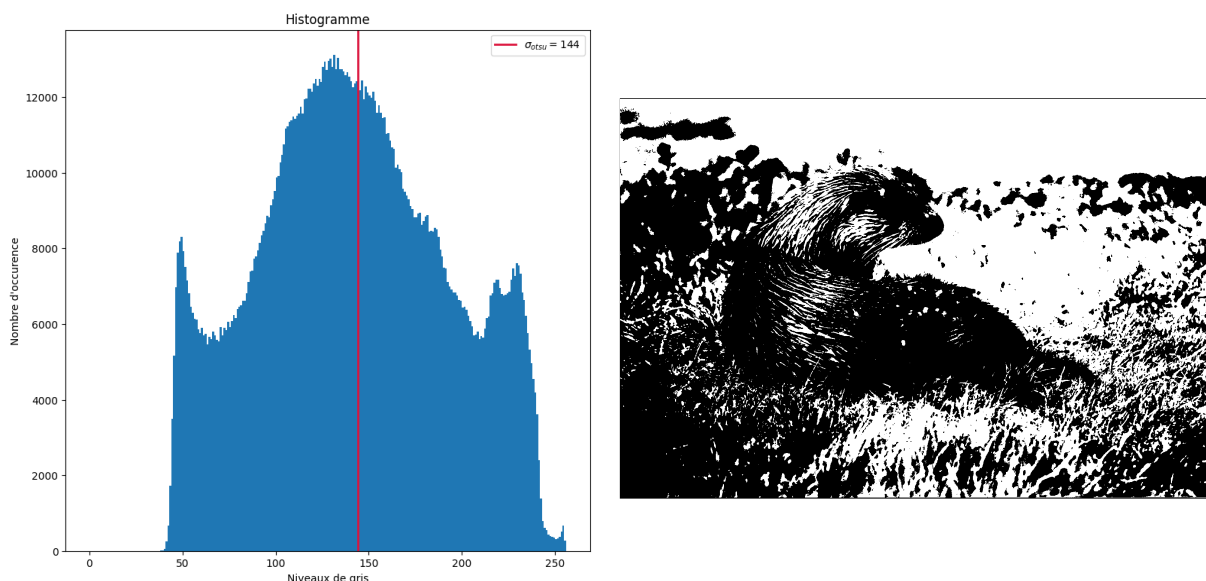 Histogramme
σ_otsu = 144
Nombre d'occurence
12000
10000
8000
6000
4000
2000
0
0 50 100 150 200 250
Niveaux de gris